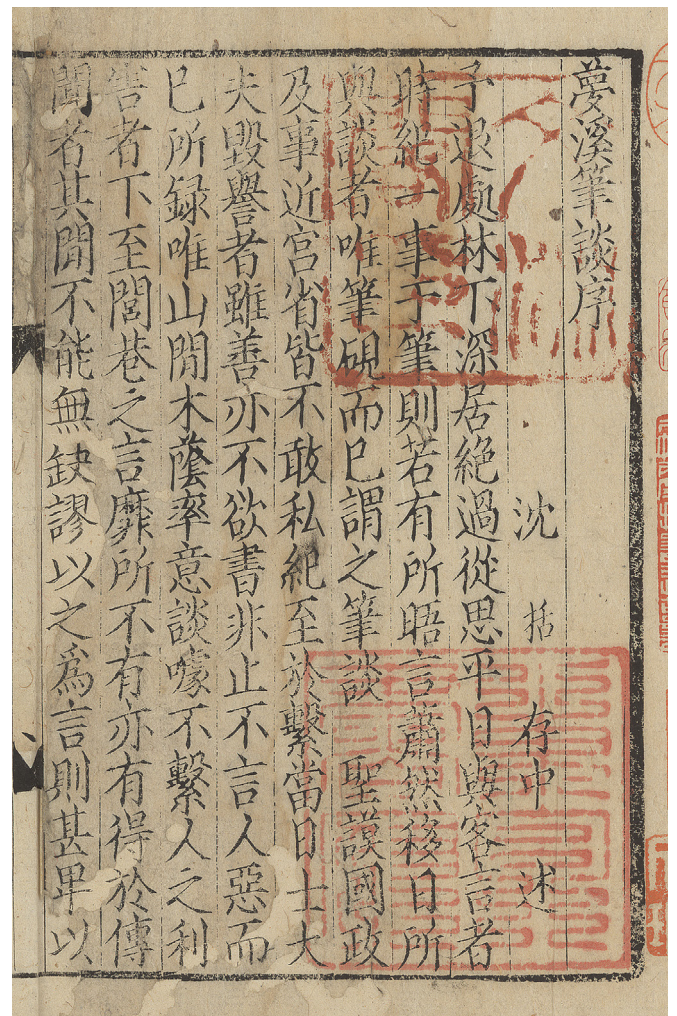 夢溪筆談序
沈括存中述
予退處林下深居絶過從思平日與客言者
時紀一事于筆則若有所晤言蕭然移日所
與談者唯筆硯而已謂之筆談聖謨國政
及事近宮省皆不敢私紀至於繫當日士大
夫毀譽者雖善亦不欲書非止不言人惡而
已所録唯山間木蔭率意談噱不繫人之利
害者下至閭巷之言靡所不有亦有得於傳
聞者其間不能無缺謬以之爲言則甚卑以